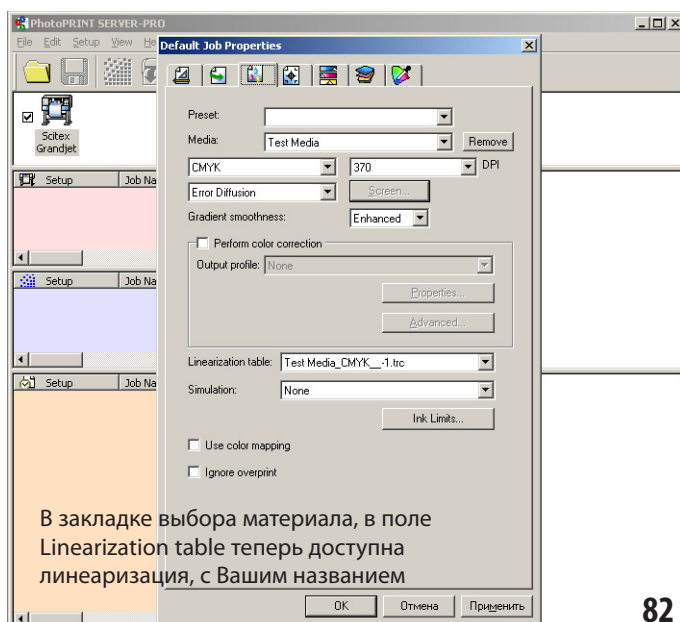 PhotoPRINT SERVER-PRO
File Edit Setup View He
Default Job Properties
Scitex
Grandjet
Preset:
Media: Test Media Remove
CMYK 370 DPI
Error Diffusion Screen...
Gradient smoothness: Enhanced
Perform color correction
Output profile: None
Properties...
Advanced...
Linearization table: Test Media_CMYK__-1.trc
Simulation: None
Ink Limits...
Use color mapping
Ignore overprint
Setup Job Na
Setup Job Na
Setup Job Na
В закладке выбора материала, в поле
Linearization table теперь доступна
линеаризация, с Вашим названием
OK Отмена Применить
82